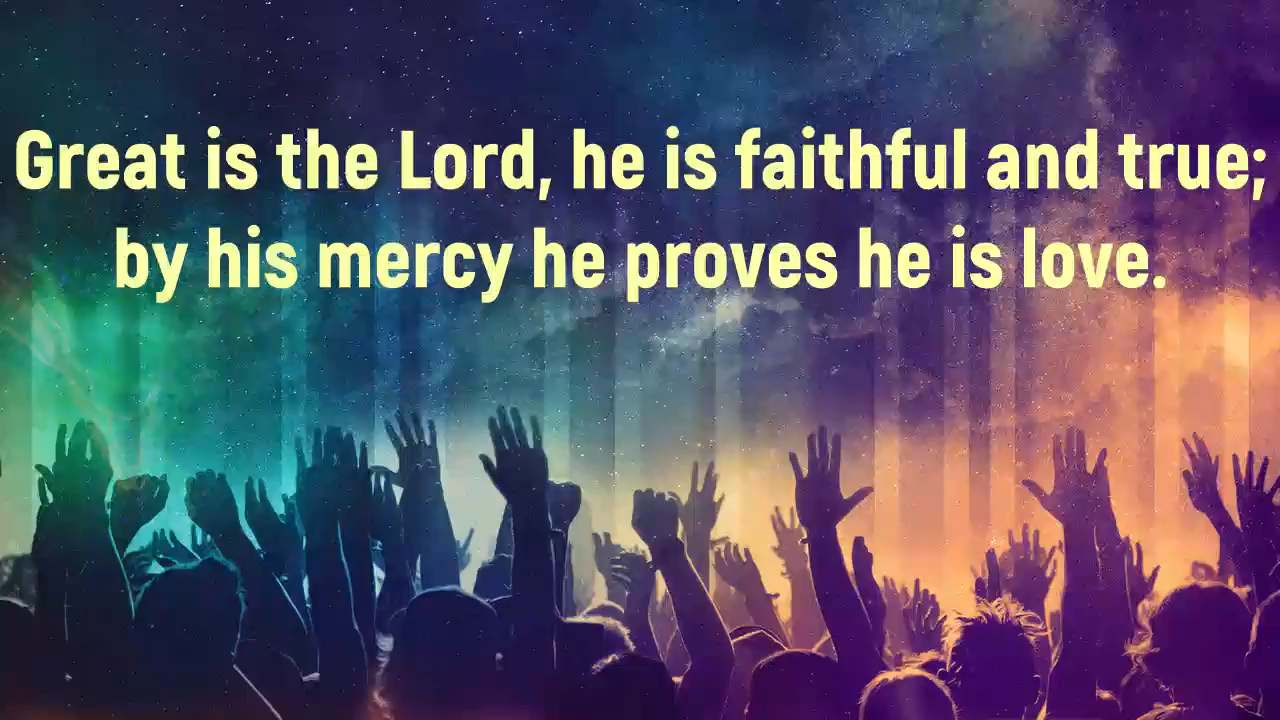 Great is the Lord, he is faithful and true;
by his mercy he proves he is love.